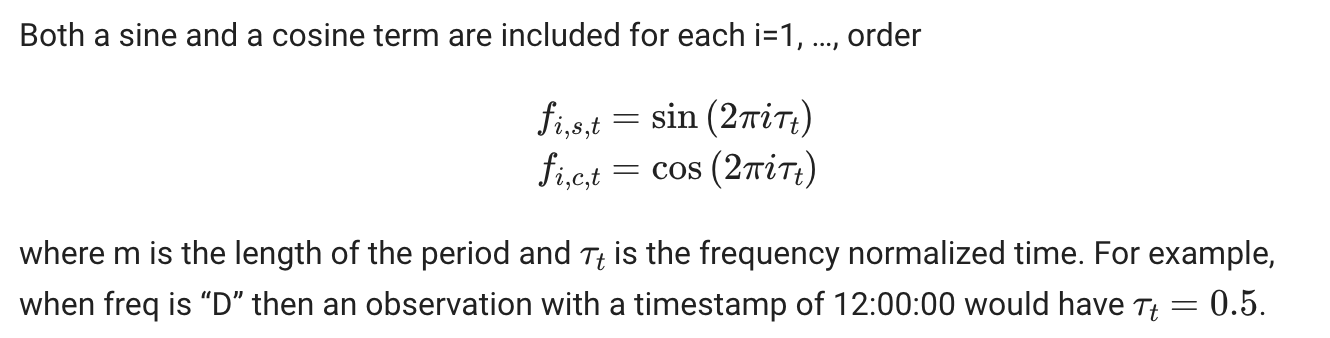 Both a sine and a cosine term are included for each i=1, …, order
f_{i,s,t} = sin (2πiτ_t)
f_{i,c,t} = cos (2πiτ_t)
where m is the length of the period and τ_t is the frequency normalized time. For example,
when freq is “D” then an observation with a timestamp of 12:00:00 would have τ_t = 0.5.